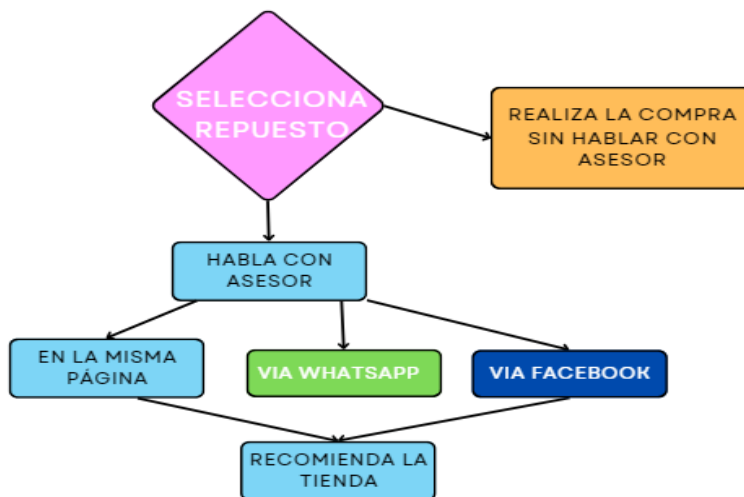 SELECCIONA
REPUESTO
REALIZA LA COMPRA
SIN HABLAR CON
ASESOR
HABLA CON
ASESOR
EN LA MISMA
PÁGINA
VIA WHATSAPP
VIA FACEBOOK
RECOMIENDA LA
TIENDA